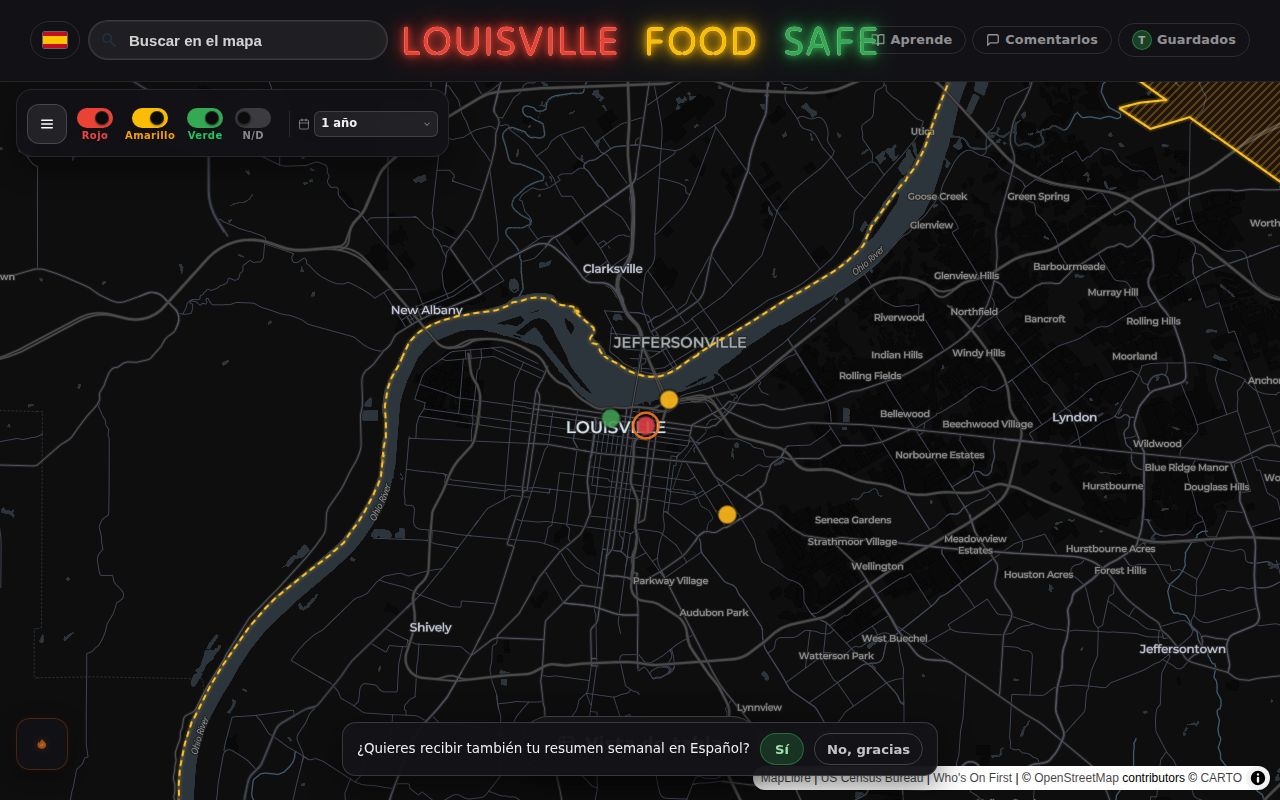 Buscar en el mapa
LOUISVILLE FOOD SAFE
Aprende
Comentarios
T Guardados
Rojo
Amarillo
Verde
N/D
1 año
Utica
Goose Creek
Green Spring
Glenview
Worth
Ohio River
Clarksville
Glenview Hills
Barbourmeade
wn
Murray Hill
New Albany
Riverwood
Northfield
Bancroft
Rolling Hills
JEFFERSONVILLE
Indian Hills
Windy Hills
Moorland
Rolling Fields
Anchor
Bellewood
Beechwood Village
Lyndon
LOUISVILLE
Wildwood
Norbourne Estates
Blue Ridge Manor
Hurstbourne
Douglass Hills
Ohio River
Seneca Gardens
Strathmoor Village
Meadowview
Estates
Hurstbourne Acres
Wellington
Houston Acres
Forest Hills
Parkway Village
Audubon Park
Shively
West Buechel
Watterson Park
Jeffersontown
Lynnview
Ohio River
¿Quieres recibir también tu resumen semanal en Español?
Sí
No, gracias
MapLibre | US Census Bureau | Who's On First | © OpenStreetMap contributors © CARTO